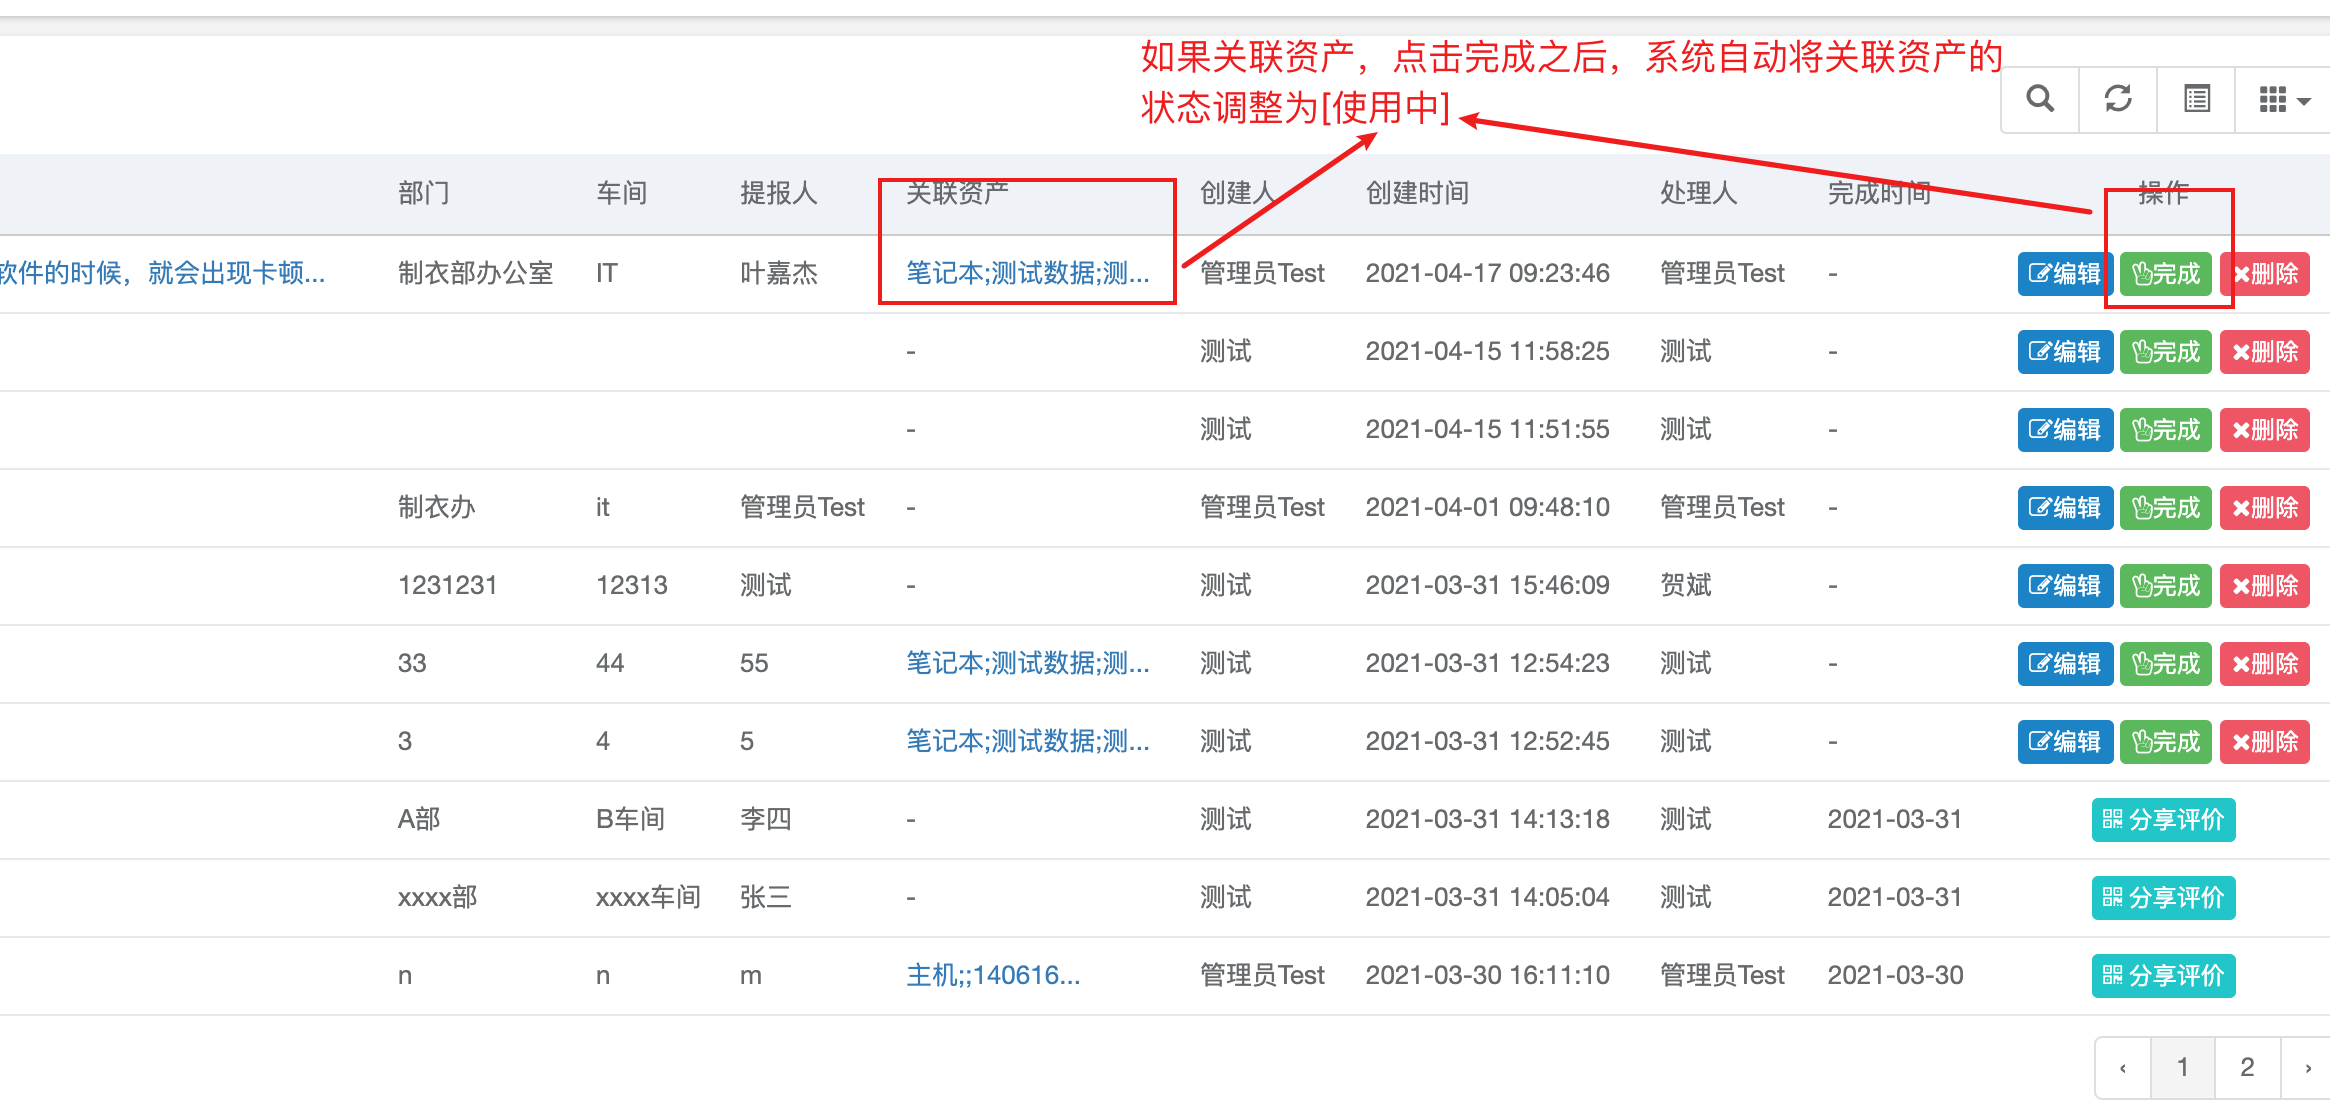 如果关联资产，点击完成之后，系统自动将关联资产的
状态调整为[使用中]
部门 车间 提报人 关联资产 创建人 创建时间 处理人 完成时间 操作
软件的时候，就会出现卡顿... 制衣部办公室 IT 叶嘉杰 笔记本;测试数据;测... 管理员Test 2021-04-17 09:23:46 管理员Test - 编辑 完成 删除
- 测试 2021-04-15 11:58:25 测试 - 编辑 完成 删除
- 测试 2021-04-15 11:51:55 测试 - 编辑 完成 删除
制衣办 it 管理员Test - 管理员Test 2021-04-01 09:48:10 管理员Test - 编辑 完成 删除
1231231 12313 测试 - 测试 2021-03-31 15:46:09 贺斌 - 编辑 完成 删除
33 44 55 笔记本;测试数据;测... 测试 2021-03-31 12:54:23 测试 - 编辑 完成 删除
3 4 5 笔记本;测试数据;测... 测试 2021-03-31 12:52:45 测试 - 编辑 完成 删除
A部 B车间 李四 - 测试 2021-03-31 14:13:18 测试 2021-03-31 分享评价
xxxx部 xxxx车间 张三 - 测试 2021-03-31 14:05:04 测试 2021-03-31 分享评价
n n m 主机;;140616... 管理员Test 2021-03-30 16:11:10 管理员Test 2021-03-30 分享评价
‹ 1 2 ›